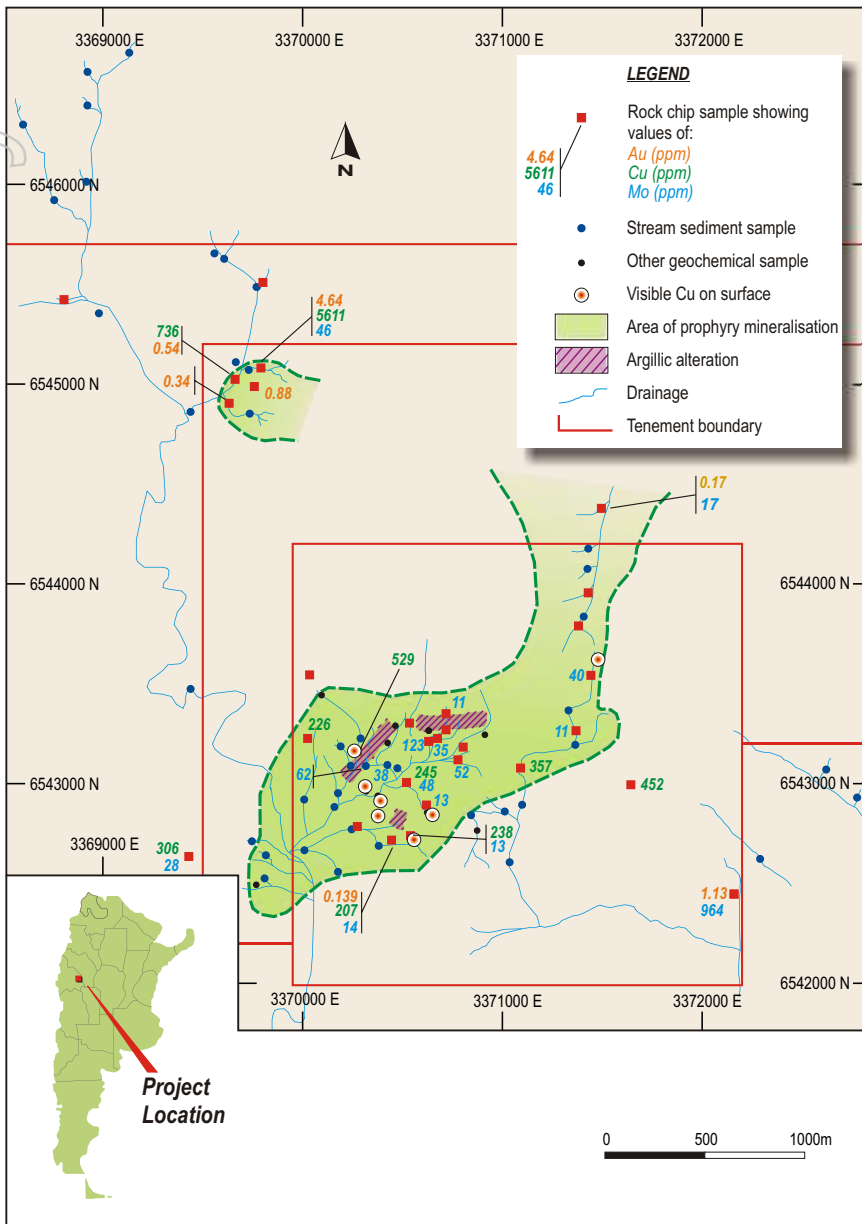 3369000 E
3370000 E
3371000 E
3372000 E
LEGEND
Rock chip sample showing
values of:
4.64
Au (ppm)
5611
Cu (ppm)
46
Mo (ppm)
Stream sediment sample
Other geochemical sample
Visible Cu on surface
Area of prophyry mineralisation
Argillic alteration
Drainage
Tenement boundary
N
6546000 N
4.64
5611
46
736
0.54
6545000 N
0.34
0.88
0.17
17
6544000 N
6544000 N
529
40
11
226
11
123
35
62
38
245
48
52
357
6543000 N
6543000 N
452
13
238
13
3369000 E
306
28
0.139
207
14
1.13
964
6542000 N
3370000 E
3371000 E
3372000 E
Project
Location
0
500
1000m